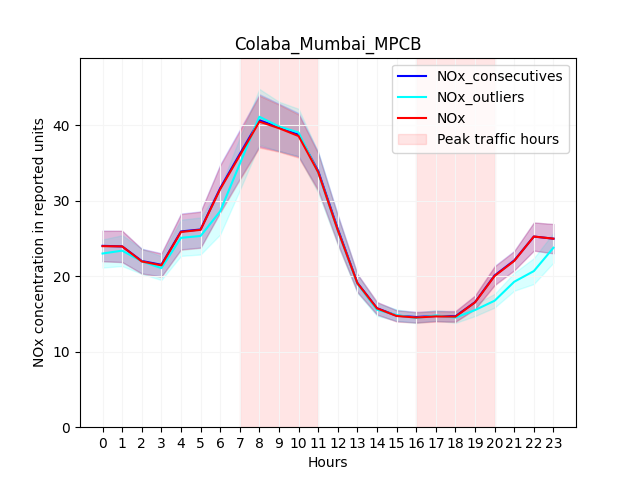 Colaba_Mumbai_MPCB
NOx_consecutives
NOx_outliers
NOx
Peak traffic hours
NOx concentration in reported units
40
30
20
10
0
0 1 2 3 4 5 6 7 8 9 10 11 12 13 14 15 16 17 18 19 20 21 22 23
Hours